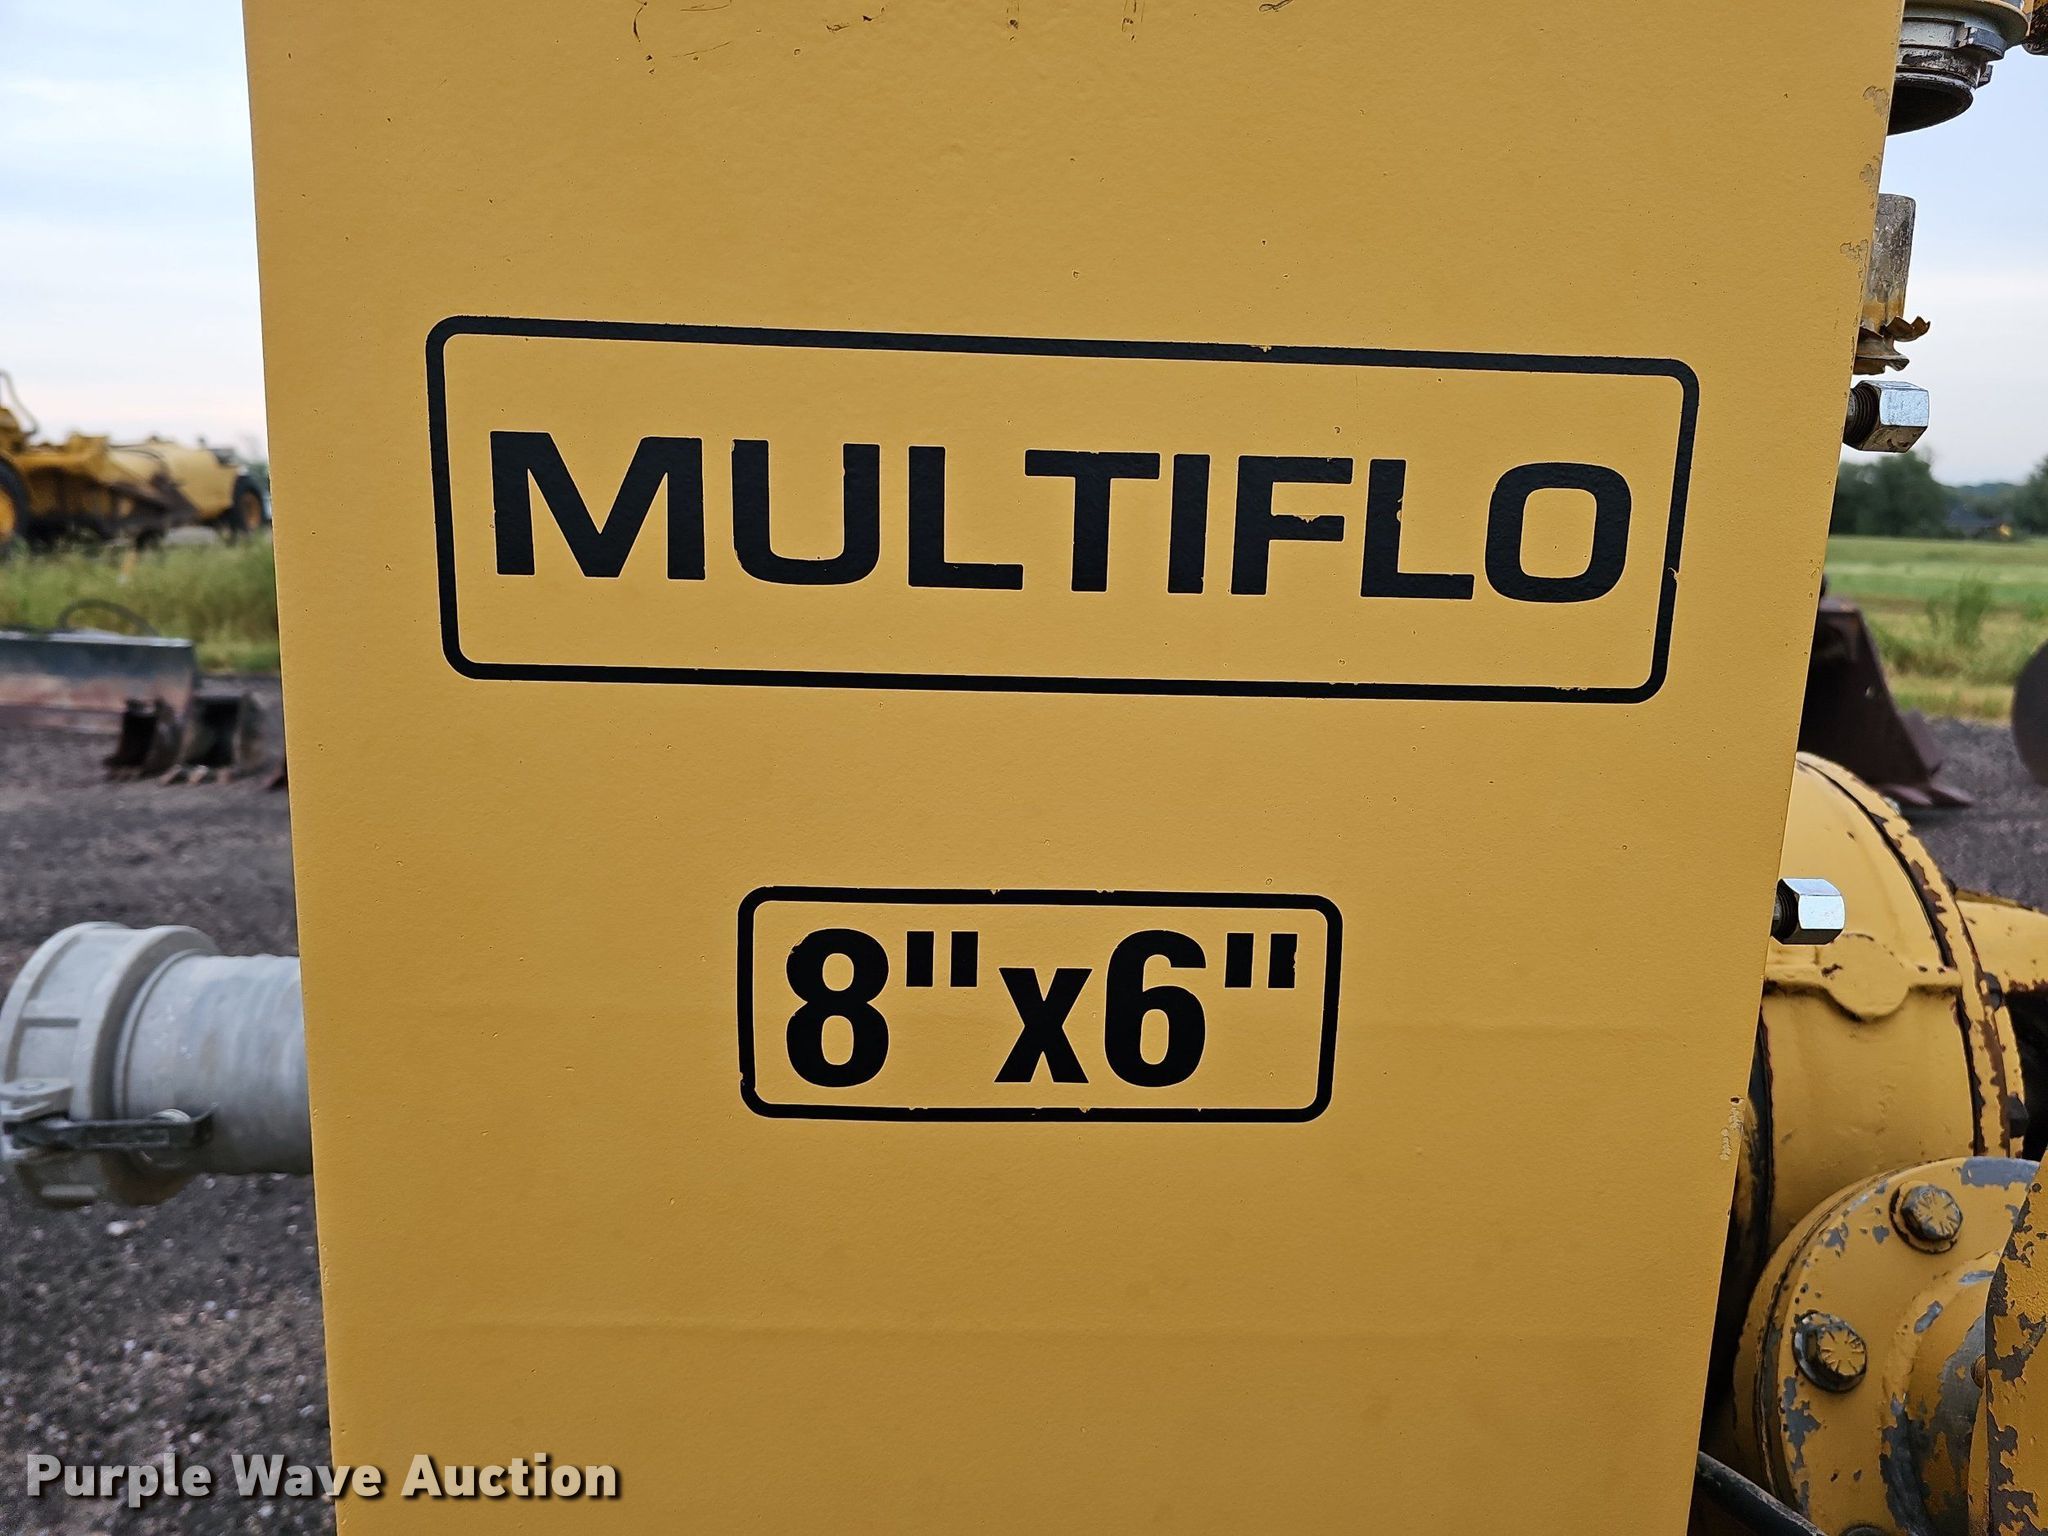 MULTIFLO
8"x6"
Purple Wave Auction